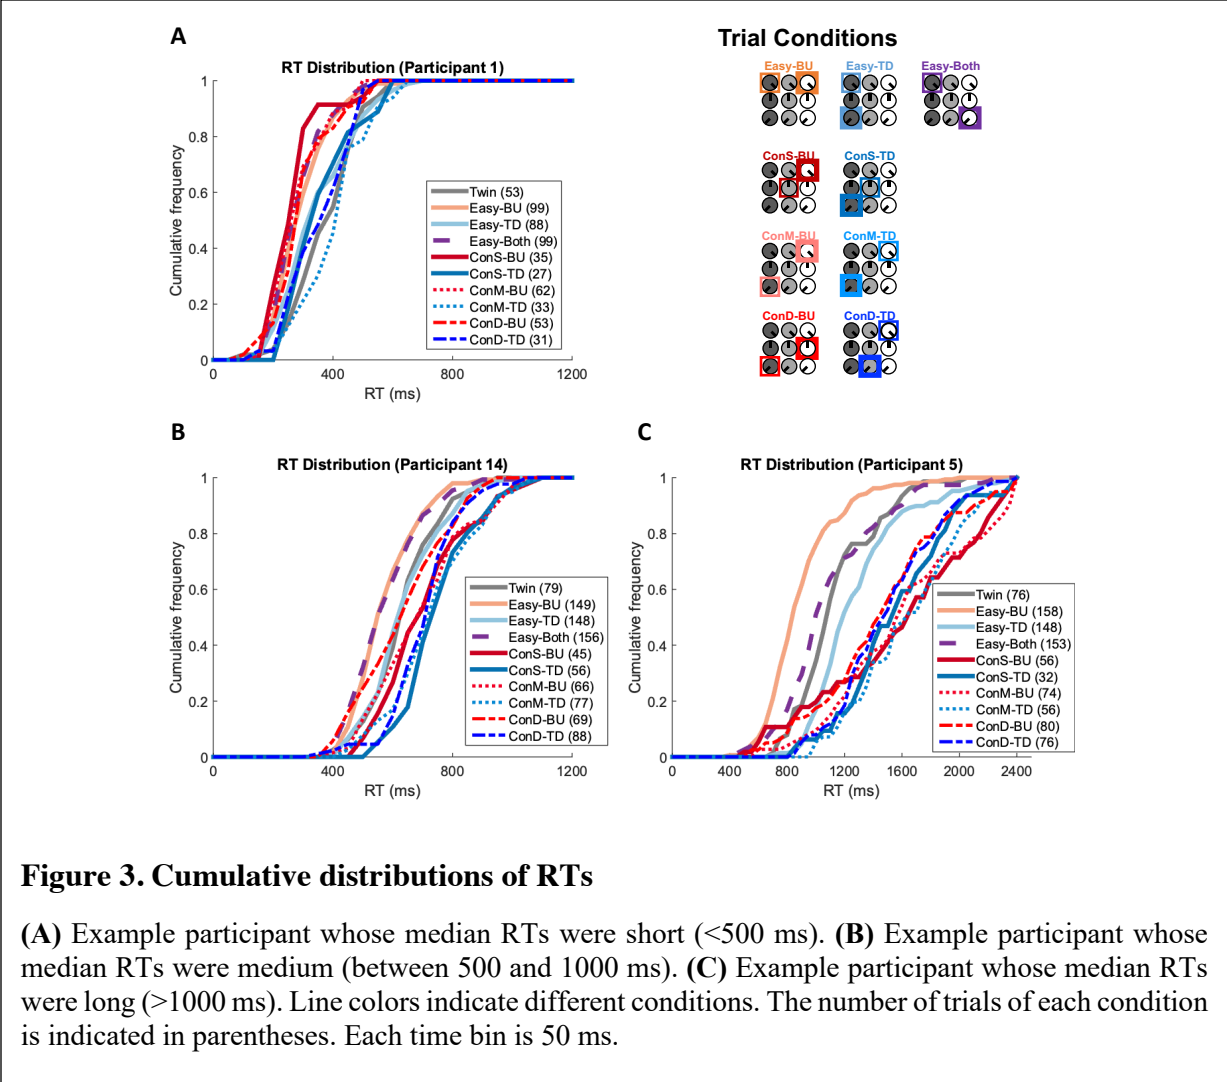 A
RT Distribution (Participant 1)
Cumulative frequency
1
0.8
0.6
0.4
0.2
0
0 400 800 1200
RT (ms)
Twin (53)
Easy-BU (99)
Easy-TD (88)
Easy-Both (99)
ConS-BU (35)
ConS-TD (27)
ConM-BU (62)
ConM-TD (33)
ConD-BU (53)
ConD-TD (31)
Trial Conditions
Easy-BU Easy-TD Easy-Both
ConS-BU ConS-TD
ConM-BU ConM-TD
ConD-BU ConD-TD
B
RT Distribution (Participant 14)
Cumulative frequency
1
0.8
0.6
0.4
0.2
0
0 400 800 1200
RT (ms)
Twin (79)
Easy-BU (149)
Easy-TD (148)
Easy-Both (156)
ConS-BU (45)
ConS-TD (56)
ConM-BU (66)
ConM-TD (77)
ConD-BU (69)
ConD-TD (88)
C
RT Distribution (Participant 5)
Cumulative frequency
1
0.8
0.6
0.4
0.2
0
0 400 800 1200 1600 2000 2400
RT (ms)
Twin (76)
Easy-BU (158)
Easy-TD (148)
Easy-Both (153)
ConS-BU (56)
ConS-TD (32)
ConM-BU (74)
ConM-TD (56)
ConD-BU (80)
ConD-TD (76)
Figure 3. Cumulative distributions of RTs
(A) Example participant whose median RTs were short (<500 ms). (B) Example participant whose
median RTs were medium (between 500 and 1000 ms). (C) Example participant whose median RTs
were long (>1000 ms). Line colors indicate different conditions. The number of trials of each condition
is indicated in parentheses. Each time bin is 50 ms.